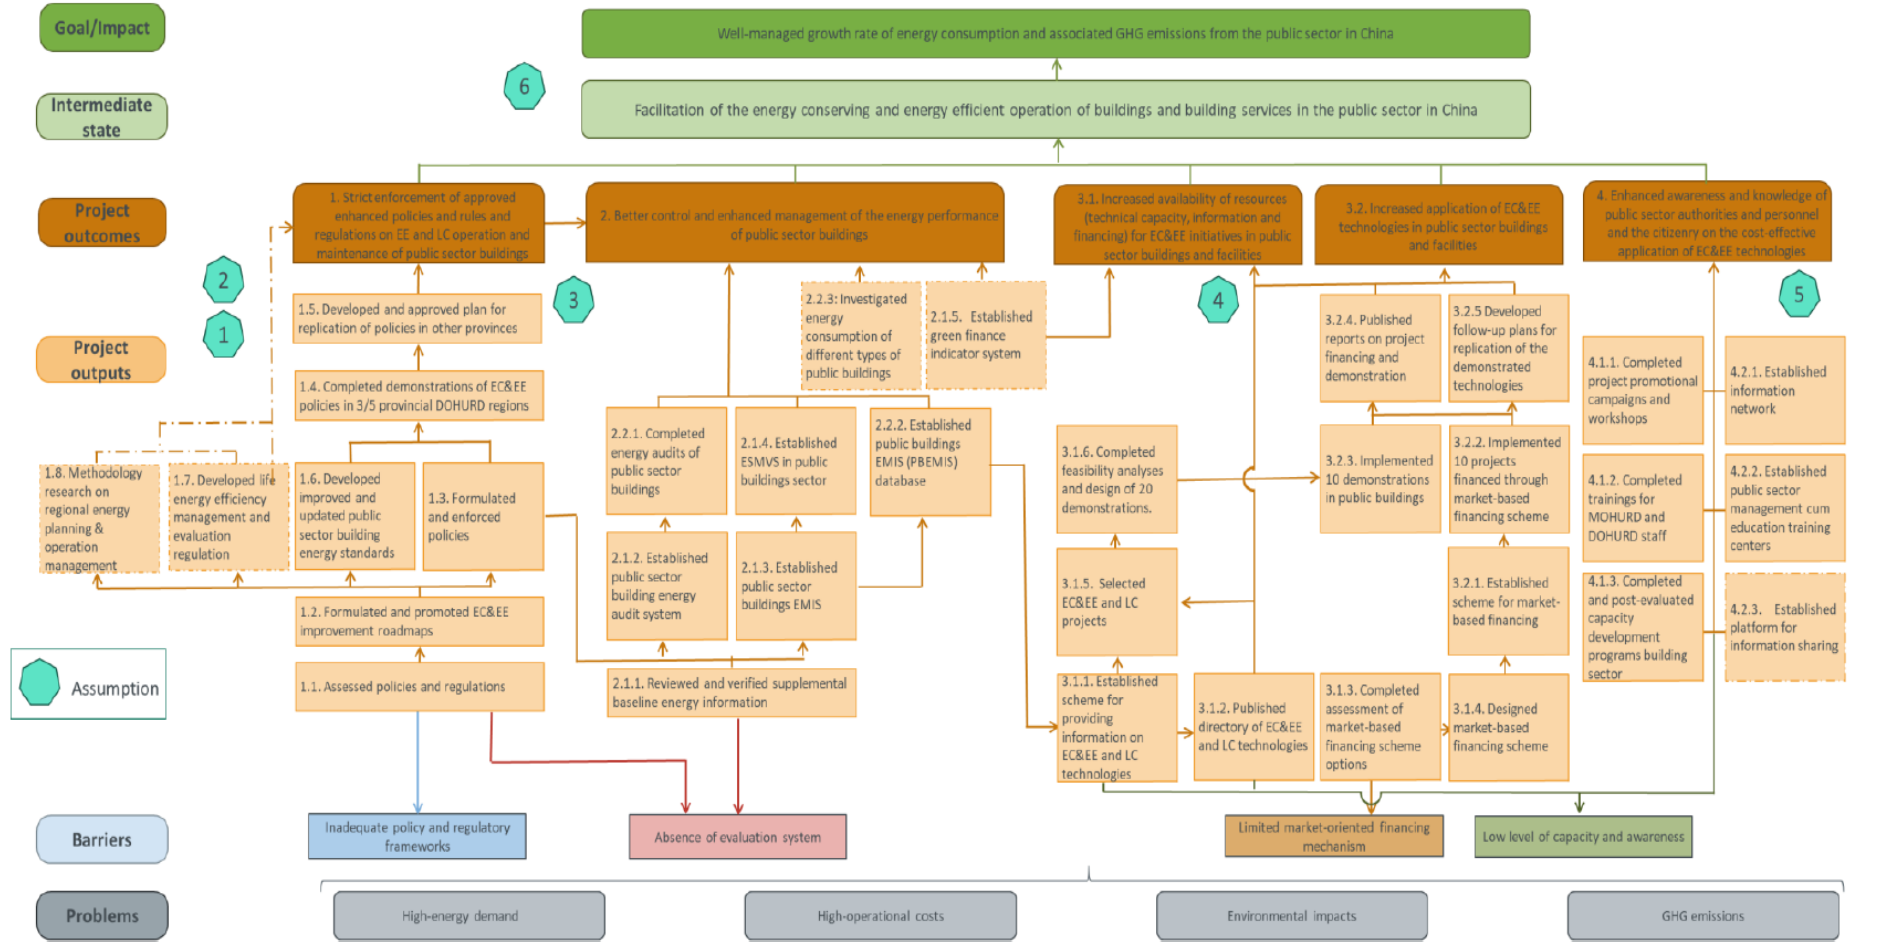 Goal/Impact
Well-managed growth rate of energy consumption and associated GHG emissions from the public sector in China
6
Intermediate
state
Facilitation of the energy conserving and energy efficient operation of buildings and building services in the public sector in China
Project
outcomes
1. Strict enforcement of approved
enhanced policies and rules and
regulations on EE and LC operation and
maintenance of public sector buildings
2. Better control and enhanced management of the energy performance
of public sector buildings
3.1. Increased availability of resources
(technical capacity, information and
financing) for EC&EE initiatives in public
sector buildings and facilities
3.2. Increased application of EC&EE
technologies in public sector buildings
and facilities
4. Enhanced awareness and knowledge of
public sector authorities and personnel
and the citizenry on the cost-effective
application of EC&EE technologies
2
1
3
4
5
Project
outputs
1.5. Developed and approved plan for
replication of policies in other provinces
1.4. Completed demonstrations of EC&EE
policies in 3/5 provincial DOHURD regions
1.8. Methodology
research on
regional energy
planning &
operation
management
1.7. Developed life
energy efficiency
management and
evaluation
regulation
1.6. Developed
improved and
updated public
sector building
energy standards
1.3. Formulated
and enforced
policies
1.2. Formulated and promoted EC&EE
improvement roadmaps
1.1. Assessed policies and regulations
2.2.3: Investigated
energy
consumption of
different types of
public buildings
2.1.5. Established
green finance
indicator system
2.2.1. Completed
energy audits of
public sector
buildings
2.1.4. Established
ESMVS in public
buildings sector
2.2.2. Established
public buildings
EMIS (PBEMIS)
database
2.1.2. Established
public sector
building energy
audit system
2.1.3. Established
public sector
buildings EMIS
2.1.1. Reviewed and verified supplemental
baseline energy information
3.1.6. Completed
feasibility analyses
and design of 20
demonstrations.
3.1.5. Selected
EC&EE and LC
projects
3.1.1. Established
scheme for
providing
information on
EC&EE and LC
technologies
3.1.2. Published
directory of EC&EE
and LC technologies
3.2.4. Published
reports on project
financing and
demonstration
3.2.5 Developed
follow-up plans for
replication of the
demonstrated
technologies
3.2.3. Implemented
10 demonstrations
in public buildings
3.2.2. Implemented
10 projects
financed through
market-based
financing scheme
3.2.1. Established
scheme for market-
based financing
3.1.3. Completed
assessment of
market-based
financing scheme
options
3.1.4. Designed
market-based
financing scheme
4.1.1. Completed
project promotional
campaigns and
workshops
4.2.1. Established
information
network
4.1.2. Completed
trainings for
MOHURD and
DOHURD staff
4.2.2. Established
public sector
management cum
education training
centers
4.1.3. Completed
and post-evaluated
capacity
development
programs building
sector
4.2.3. Established
platform for
information sharing
Assumption
Barriers
Inadequate policy and regulatory
frameworks
Absence of evaluation system
Limited market-oriented financing
mechanism
Low level of capacity and awareness
Problems
High-energy demand
High-operational costs
Environmental impacts
GHG emissions